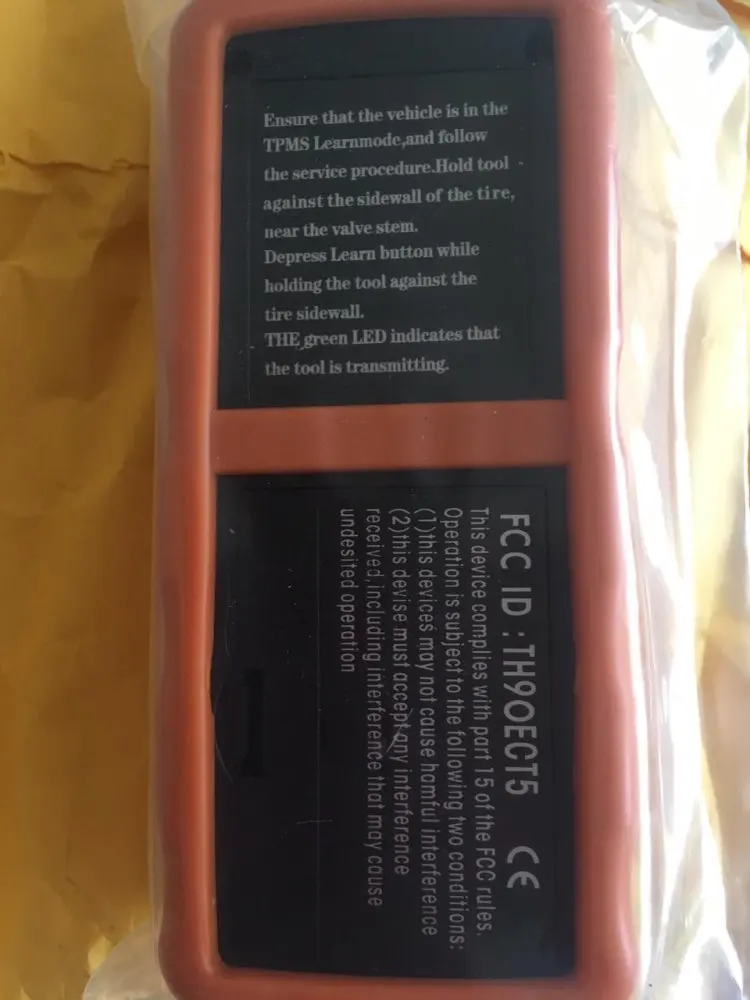 Ensure that the vehicle is in the
TPMS Learnmode,and follow
the service procedure.Hold tool
against the sidewall of the tire,
near the valve stem.
Depress Learn button while
holding the tool against the
tire sidewall.
THE green LED indicates that
the tool is transmitting.
FCC ID:TH9OECT5 CE
This device complies with part 15 of the FCC rules.
Operation is subject to the following two conditions:
(1)this devices may not cause hamful interference
(2)this devise must accept any interference
received,including interference that may cause
undesited operation